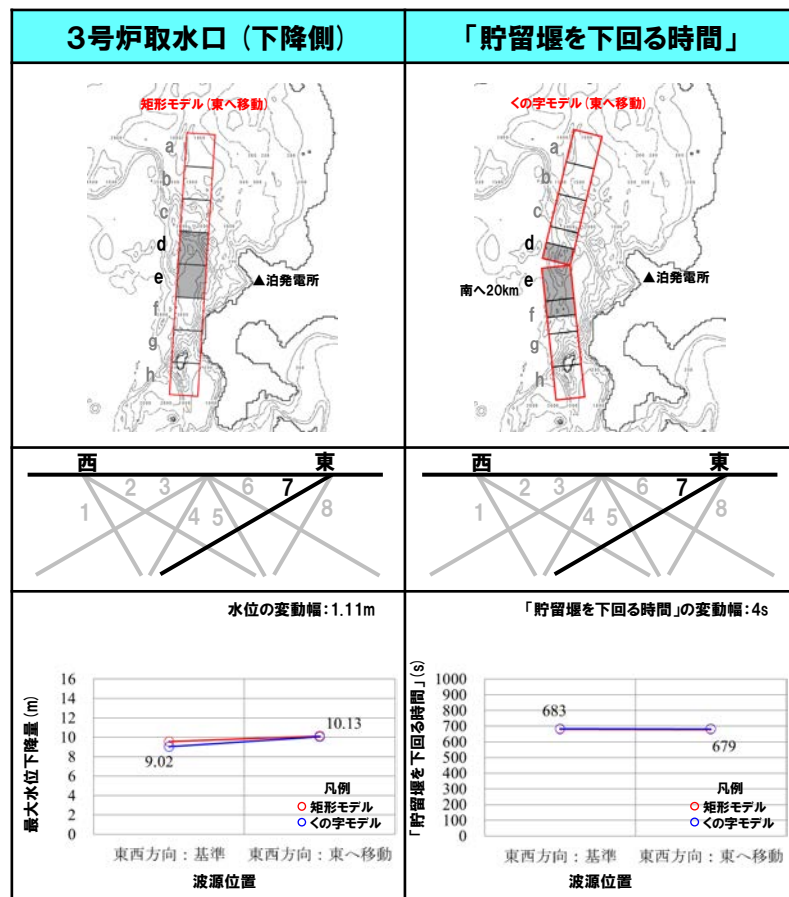 3号炉取水口（下降側）
「貯留堰を下回る時間」
矩形モデル（東へ移動）
a
b
c
d
e
f
g
h
▲泊発電所
くの字モデル（東へ移動）
a
b
c
d
e
f
g
h
南へ20km
▲泊発電所
西 東
1 2 3 4 5 6 7 8
西 東
1 2 3 4 5 6 7 8
水位の変動幅：1.11m
最大水位下降量(m)
16
14
12
10
8
6
4
2
0
9.02
10.13
凡例
矩形モデル
くの字モデル
東西方向：基準 東西方向：東へ移動
波源位置
「貯留堰を下回る時間」の変動幅：4s
「貯留堰を下回る時間」(s)
1000
900
800
700
600
500
400
300
200
100
0
683
679
凡例
矩形モデル
くの字モデル
東西方向：基準 東西方向：東へ移動
波源位置